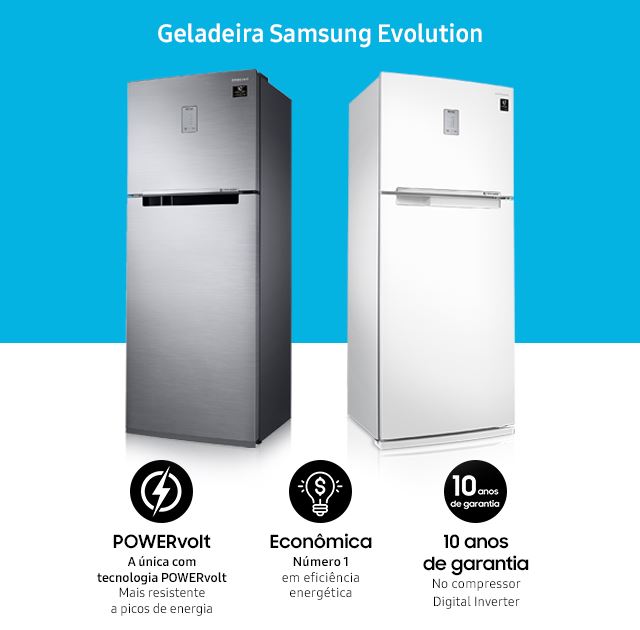 Geladeira Samsung Evolution
10 anos
de garantia
POWERvolt
A única com
tecnologia POWERvolt
Mais resistente
a picos de energia
Econômica
Número 1
em eficiência
energética
10 anos
de garantia
No compressor
Digital Inverter